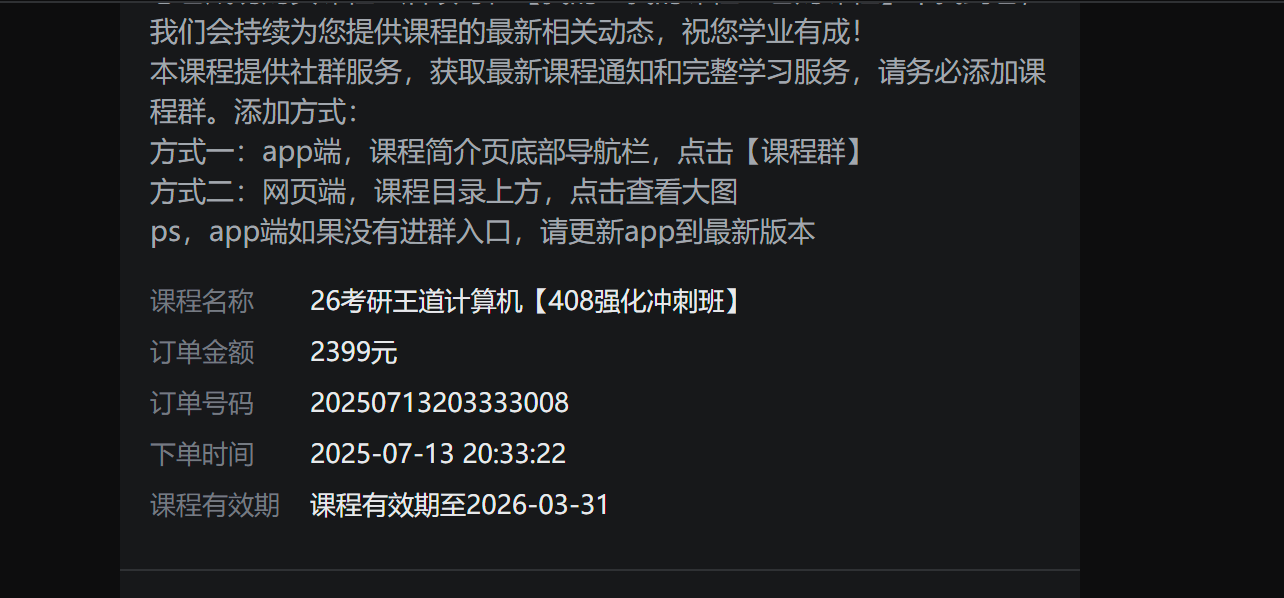 我们会持续为您提供课程的最新相关动态，祝您学业有成！
本课程提供社群服务，获取最新课程通知和完整学习服务，请务必添加课
程群。添加方式：
方式一：app端，课程简介页底部导航栏，点击【课程群】
方式二：网页端，课程目录上方，点击查看大图
ps，app端如果没有进群入口，请更新app到最新版本
课程名称 26考研王道计算机【408强化冲刺班】
订单金额 2399元
订单号码 20250713203333008
下单时间 2025-07-13 20:33:22
课程有效期 课程有效期至2026-03-31